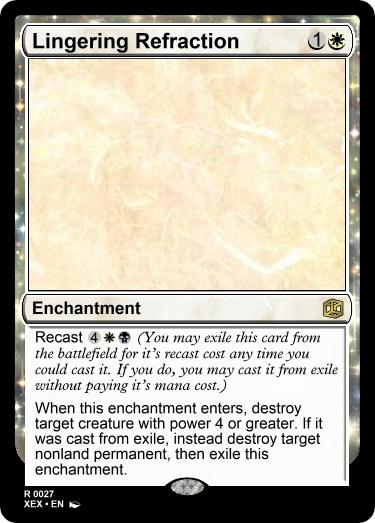 Lingering Refraction 1
Enchantment
Recast 4 (You may exile this card from
the battlefield for it's recast cost any time you
could cast it. If you do, you may cast it from exile
without paying it's mana cost.)
When this enchantment enters, destroy
target creature with power 4 or greater. If it
was cast from exile, instead destroy target
nonland permanent, then exile this
enchantment.
R 0027
XEX • EN